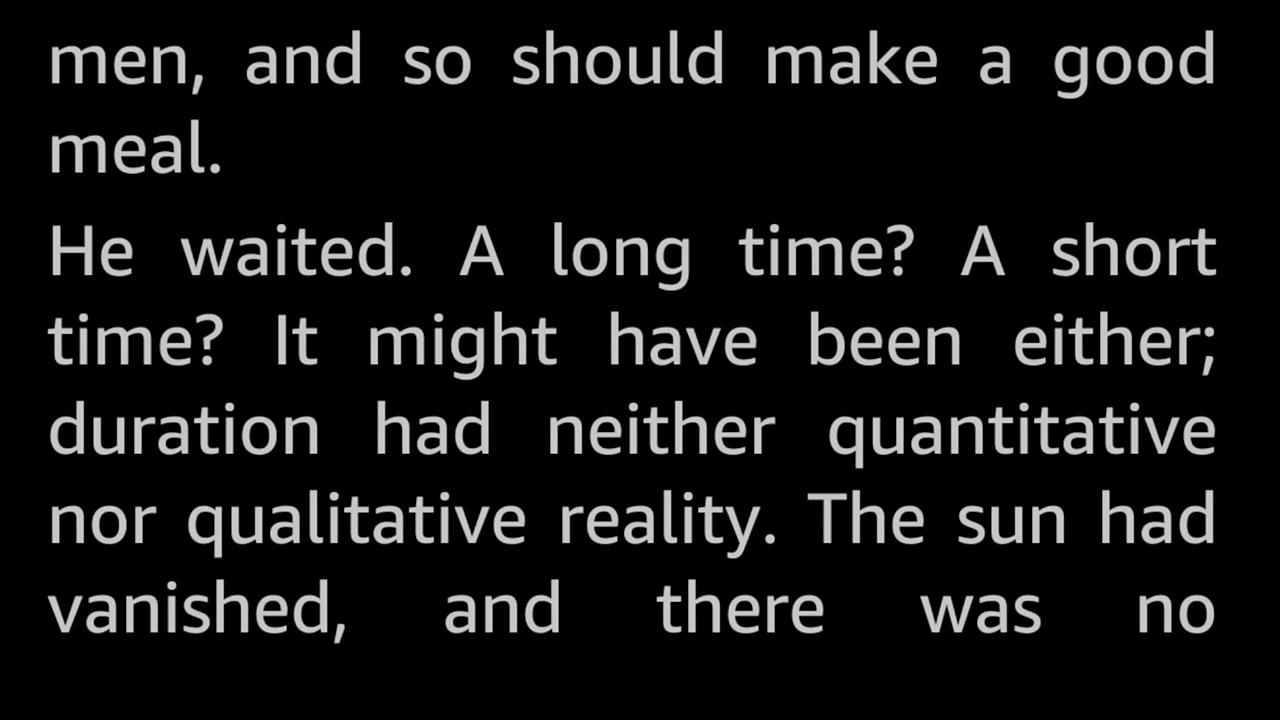 men, and so should make a good
meal.
He waited. A long time? A short
time? It might have been either;
duration had neither quantitative
nor qualitative reality. The sun had
vanished, and there was no